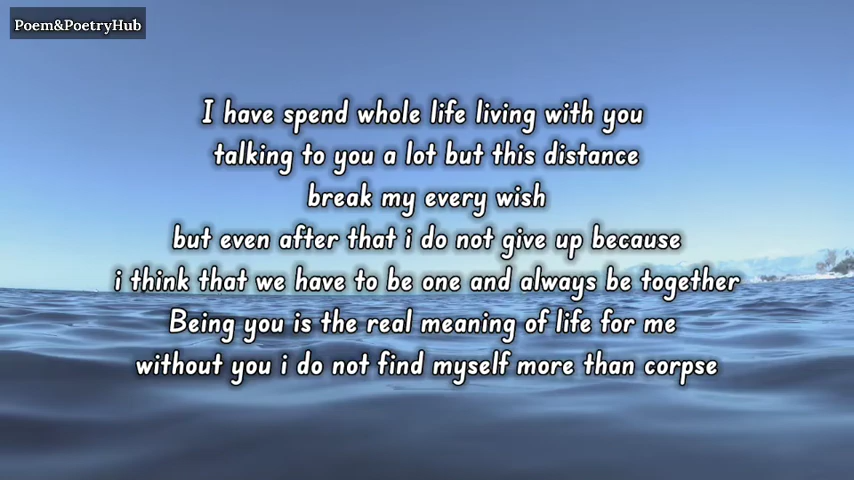 Poem&PoetryHub
I have spend whole life living with you
talking to you a lot but this distance
break my every wish
but even after that i do not give up because
i think that we have to be one and always be together
Being you is the real meaning of life for me
without you i do not find myself more than corpse